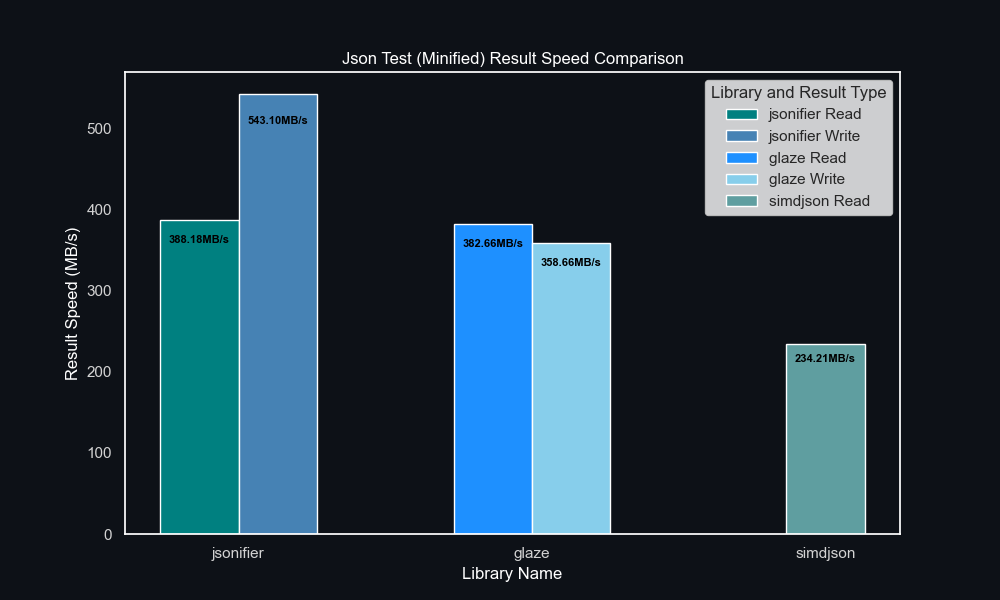 Json Test (Minified) Result Speed Comparison
Library and Result Type
jsonifier Read
jsonifier Write
glaze Read
glaze Write
simdjson Read
Result Speed (MB/s)
500
400
300
200
100
0
388.18MB/s
543.10MB/s
382.66MB/s
358.66MB/s
234.21MB/s
jsonifier
glaze
simdjson
Library Name